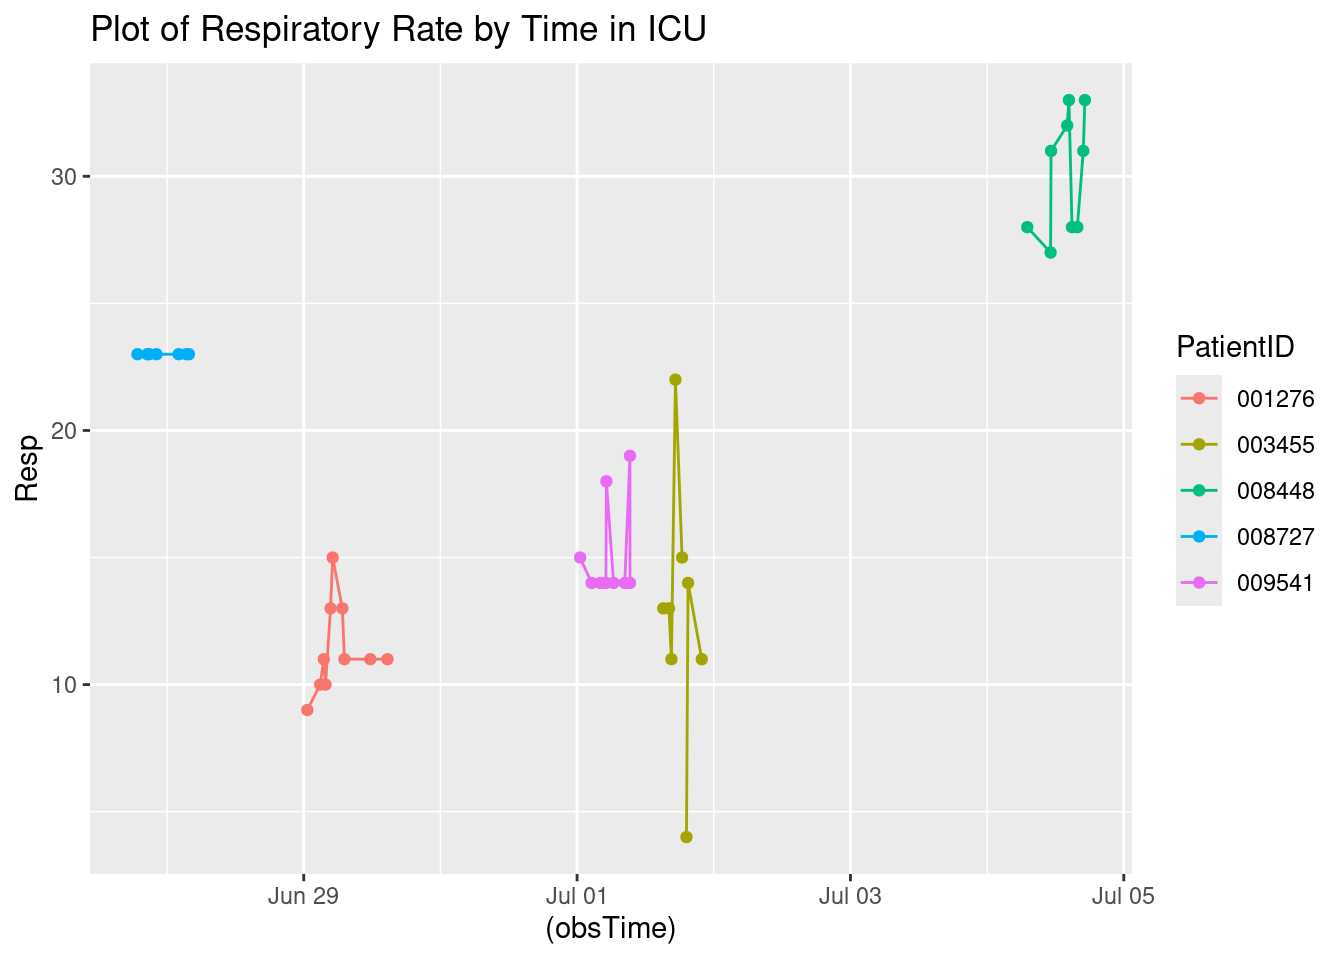 Plot of Respiratory Rate by Time in ICU
Resp
30
20
10
Jun 29
Jul 01
Jul 03
Jul 05
(obsTime)
PatientID
001276
003455
008448
008727
009541